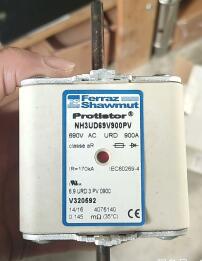 Ferraz
Shawmut
Protistor®
NH3UD69V900PV
690V AC URD 900A
classe aR
IR=170kA IEC60269-4
6,9 URD 3 PV 0900
V320592
14/16 4076140
0.145 mΩ (35°C)